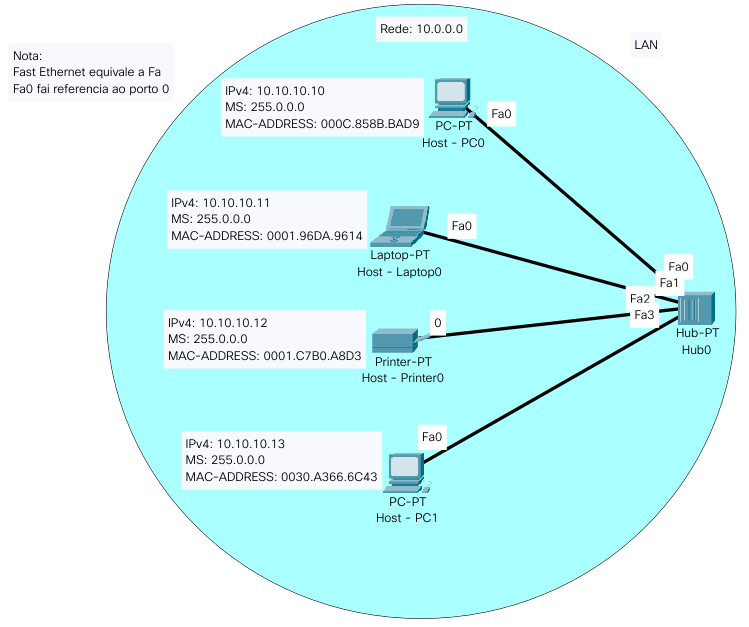 Rede: 10.0.0.0
LAN
Nota:
Fast Ethernet equivale a Fa
Fa0 fai referencia ao porto 0
IPv4: 10.10.10.10
MS: 255.0.0.0
MAC-ADDRESS: 000C.858B.BAD9
Fa0
PC-PT
Host - PC0
IPv4: 10.10.10.11
MS: 255.0.0.0
MAC-ADDRESS: 0001.96DA.9614
Fa0
Laptop-PT
Host - Laptop0
Fa0
Fa1
Fa2
Fa3
Hub-PT
Hub0
IPv4: 10.10.10.12
MS: 255.0.0.0
MAC-ADDRESS: 0001.C7B0.A8D3
0
Printer-PT
Host - Printer0
IPv4: 10.10.10.13
MS: 255.0.0.0
MAC-ADDRESS: 0030.A366.6C43
Fa0
PC-PT
Host - PC1